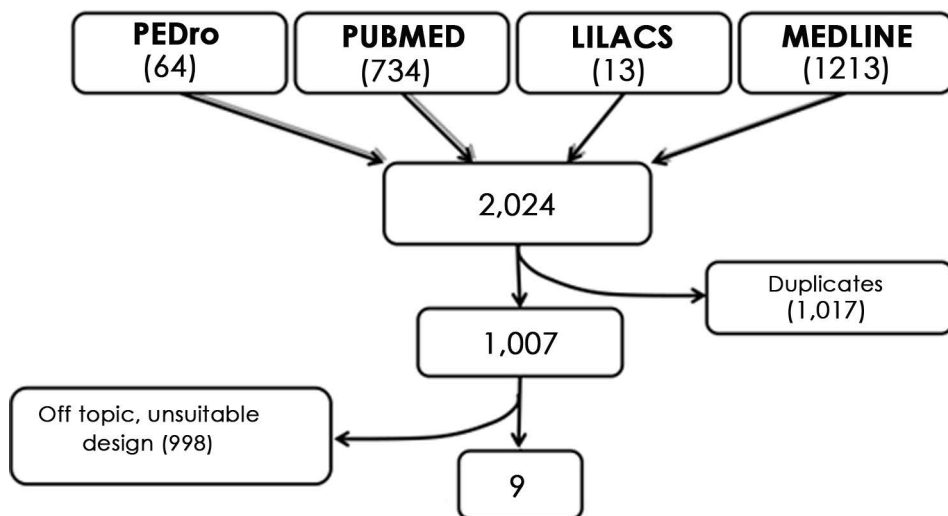 PEDro
(64)
PUBMED
(734)
LILACS
(13)
MEDLINE
(1213)
2,024
Duplicates
(1,017)
1,007
Off topic, unsuitable
design (998)
9